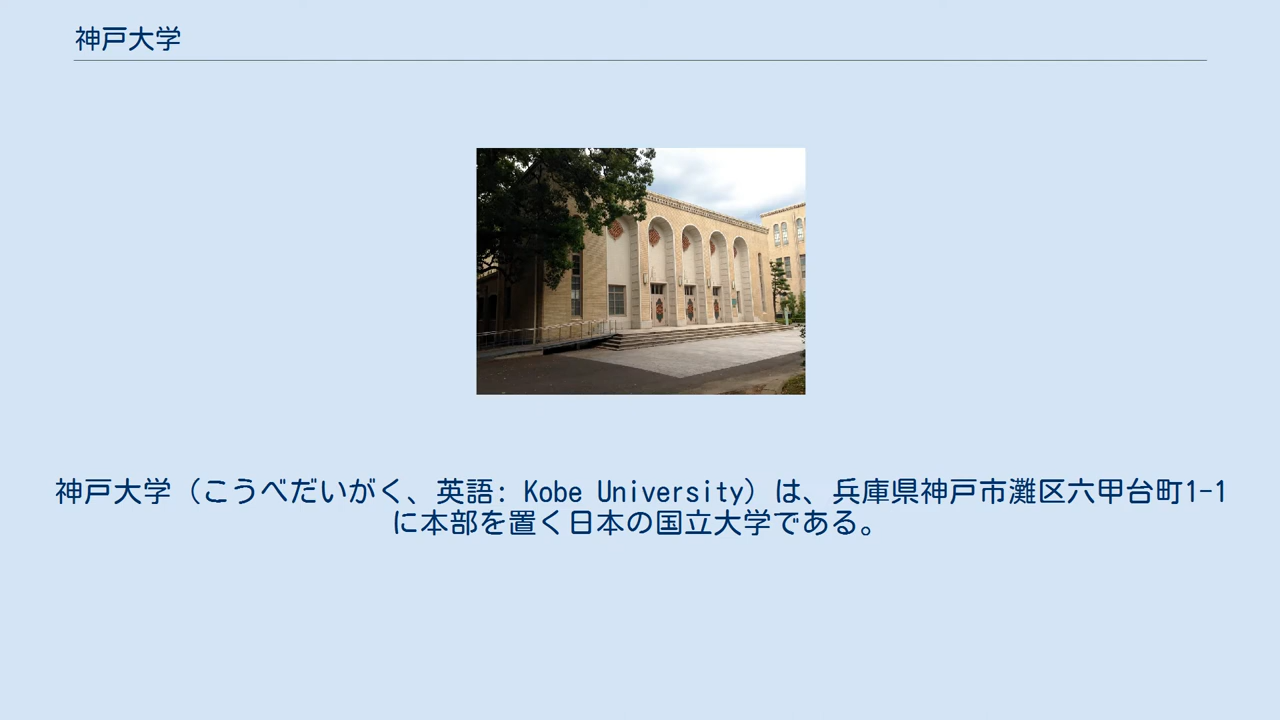 神戸大学
神戸大学（こうべだいがく、英語: Kobe University）は、兵庫県神戸市灘区六甲台町1-1
に本部を置く日本の国立大学である。